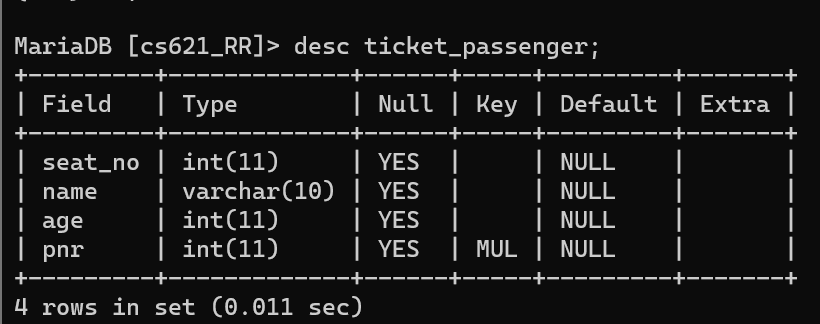 MariaDB [cs621_RR]> desc ticket_passenger;
+---------+-------------+------+-----+---------+-------+
| Field   | Type        | Null | Key | Default | Extra |
+---------+-------------+------+-----+---------+-------+
| seat_no | int(11)     | YES  |     | NULL    |       |
| name    | varchar(10) | YES  |     | NULL    |       |
| age     | int(11)     | YES  |     | NULL    |       |
| pnr     | int(11)     | YES  | MUL | NULL    |       |
+---------+-------------+------+-----+---------+-------+
4 rows in set (0.011 sec)